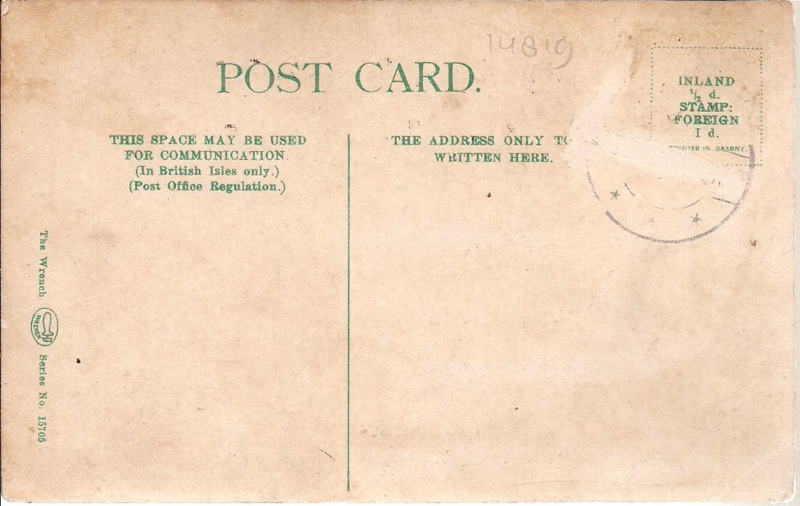 14819
POST CARD.
INLAND
½ d.
STAMP:
FOREIGN
1 d.
PRINTED IN SAXONY.
THIS SPACE MAY BE USED
FOR COMMUNICATION
(In British Isles only.)
(Post Office Regulation.)
THE ADDRESS ONLY TO
WRITTEN HERE.
The Wrench
Series No. 15705